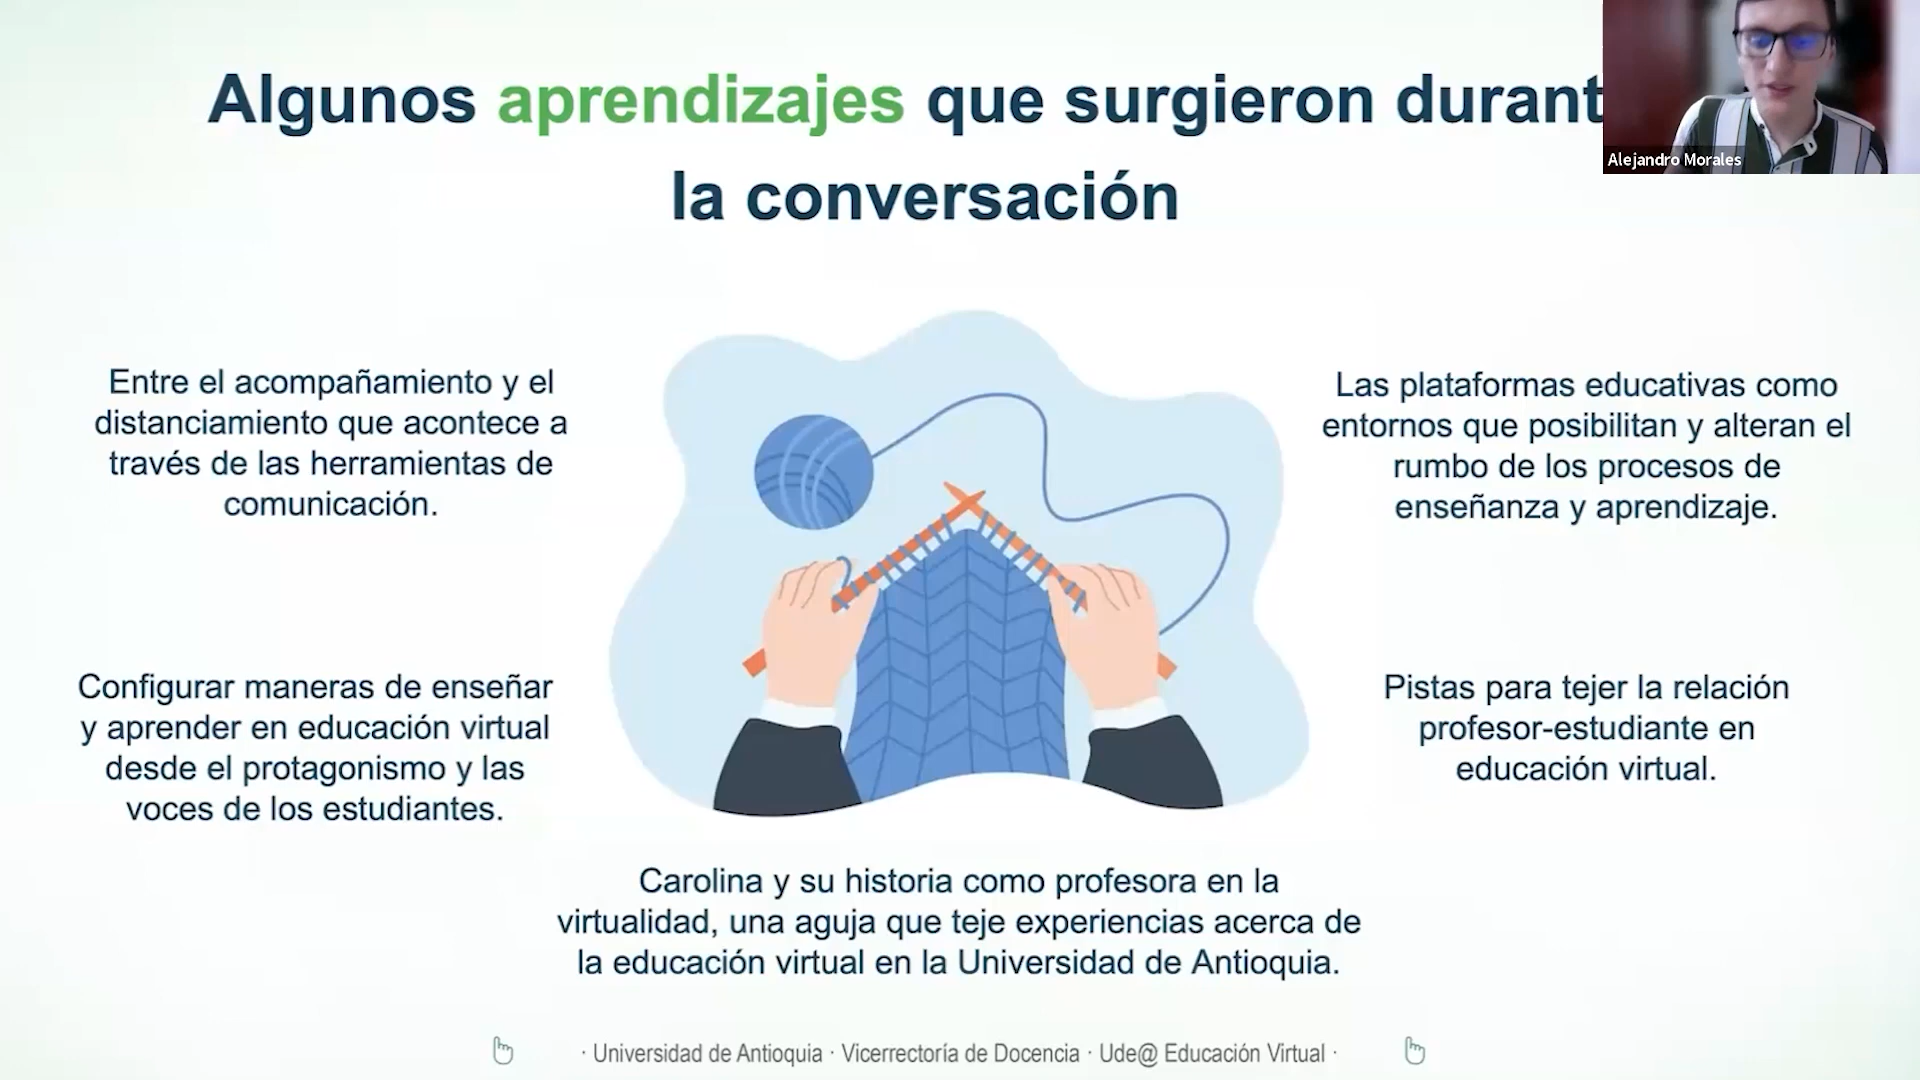 Algunos aprendizajes que surgieron durant
la conversación
Alejandro Morales
Entre el acompañamiento y el
distanciamiento que acontece a
través de las herramientas de
comunicación.
Las plataformas educativas como
entornos que posibilitan y alteran el
rumbo de los procesos de
enseñanza y aprendizaje.
Configurar maneras de enseñar
y aprender en educación virtual
desde el protagonismo y las
voces de los estudiantes.
Pistas para tejer la relación
profesor-estudiante en
educación virtual.
Carolina y su historia como profesora en la
virtualidad, una aguja que teje experiencias acerca de
la educación virtual en la Universidad de Antioquia.
· Universidad de Antioquia · Vicerrectoría de Docencia · Ude@ Educación Virtual ·